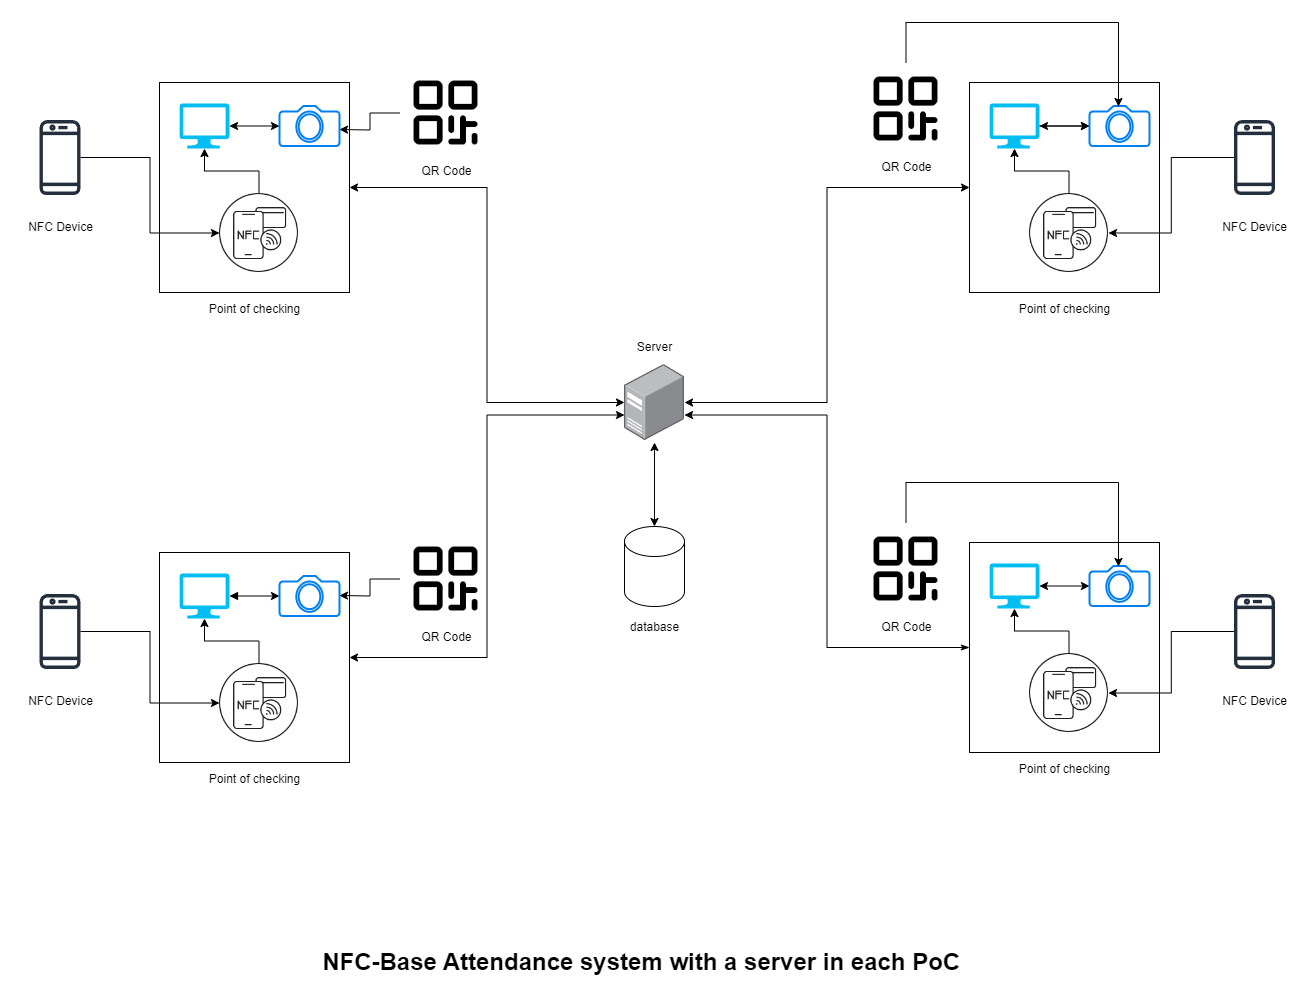 QR Code
QR Code
NFC
NFC
NFC Device
NFC Device
Point of checking
Point of checking
Server
database
QR Code
QR Code
NFC
NFC
NFC Device
NFC Device
Point of checking
Point of checking
NFC-Base Attendance system with a server in each PoC